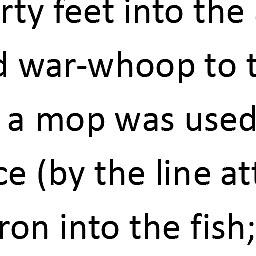 rty feet into the
war-whoop to t
a mop was used
ce (by the line att
ron into the fish;